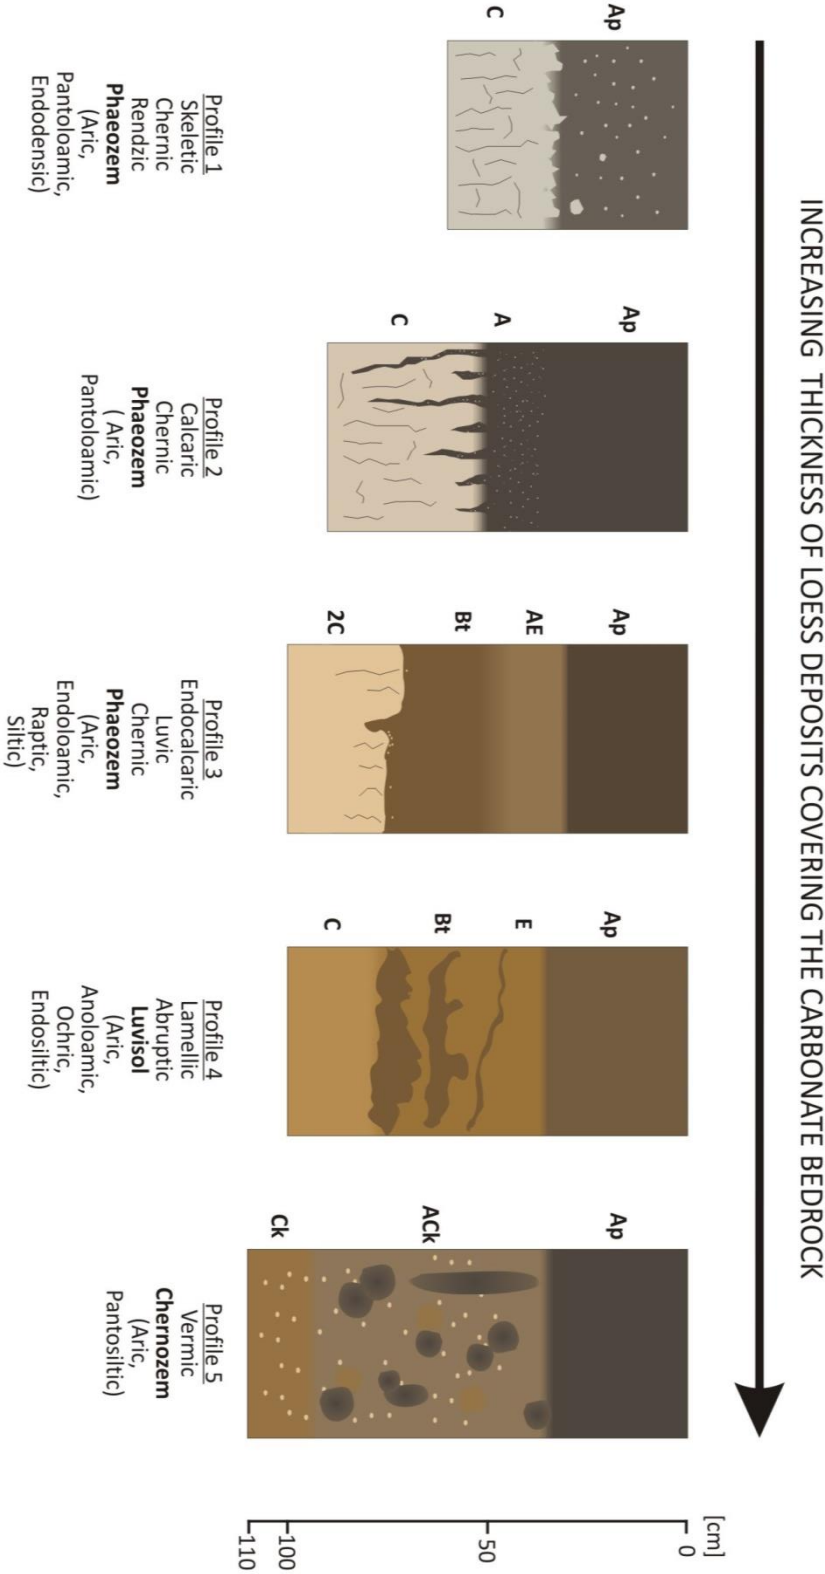 INCREASING THICKNESS OF LOESS DEPOSITS COVERING THE CARBONATE BEDROCK
Ap
C
Profile 1
Skeletic
Chernic
Rendzic
Phaeozem
(Aric,
Pantoloamic,
Endodensic)
Ap
A
C
Profile 2
Calcaric
Chernic
Phaeozem
( Aric,
Pantoloamic)
Ap
AE
Bt
2C
Profile 3
Endocalcaric
Luvic
Chernic
Phaeozem
(Aric,
Endoloamic,
Raptic,
Siltic)
Ap
E
Bt
C
Profile 4
Lamellic
Abruptic
Luvisol
(Aric,
Anoloamic,
Ochric,
Endosiltic)
Ap
ACk
Ck
Profile 5
Vermic
Chernozem
(Aric,
Pantosiltic)
[cm]
0
50
100
110